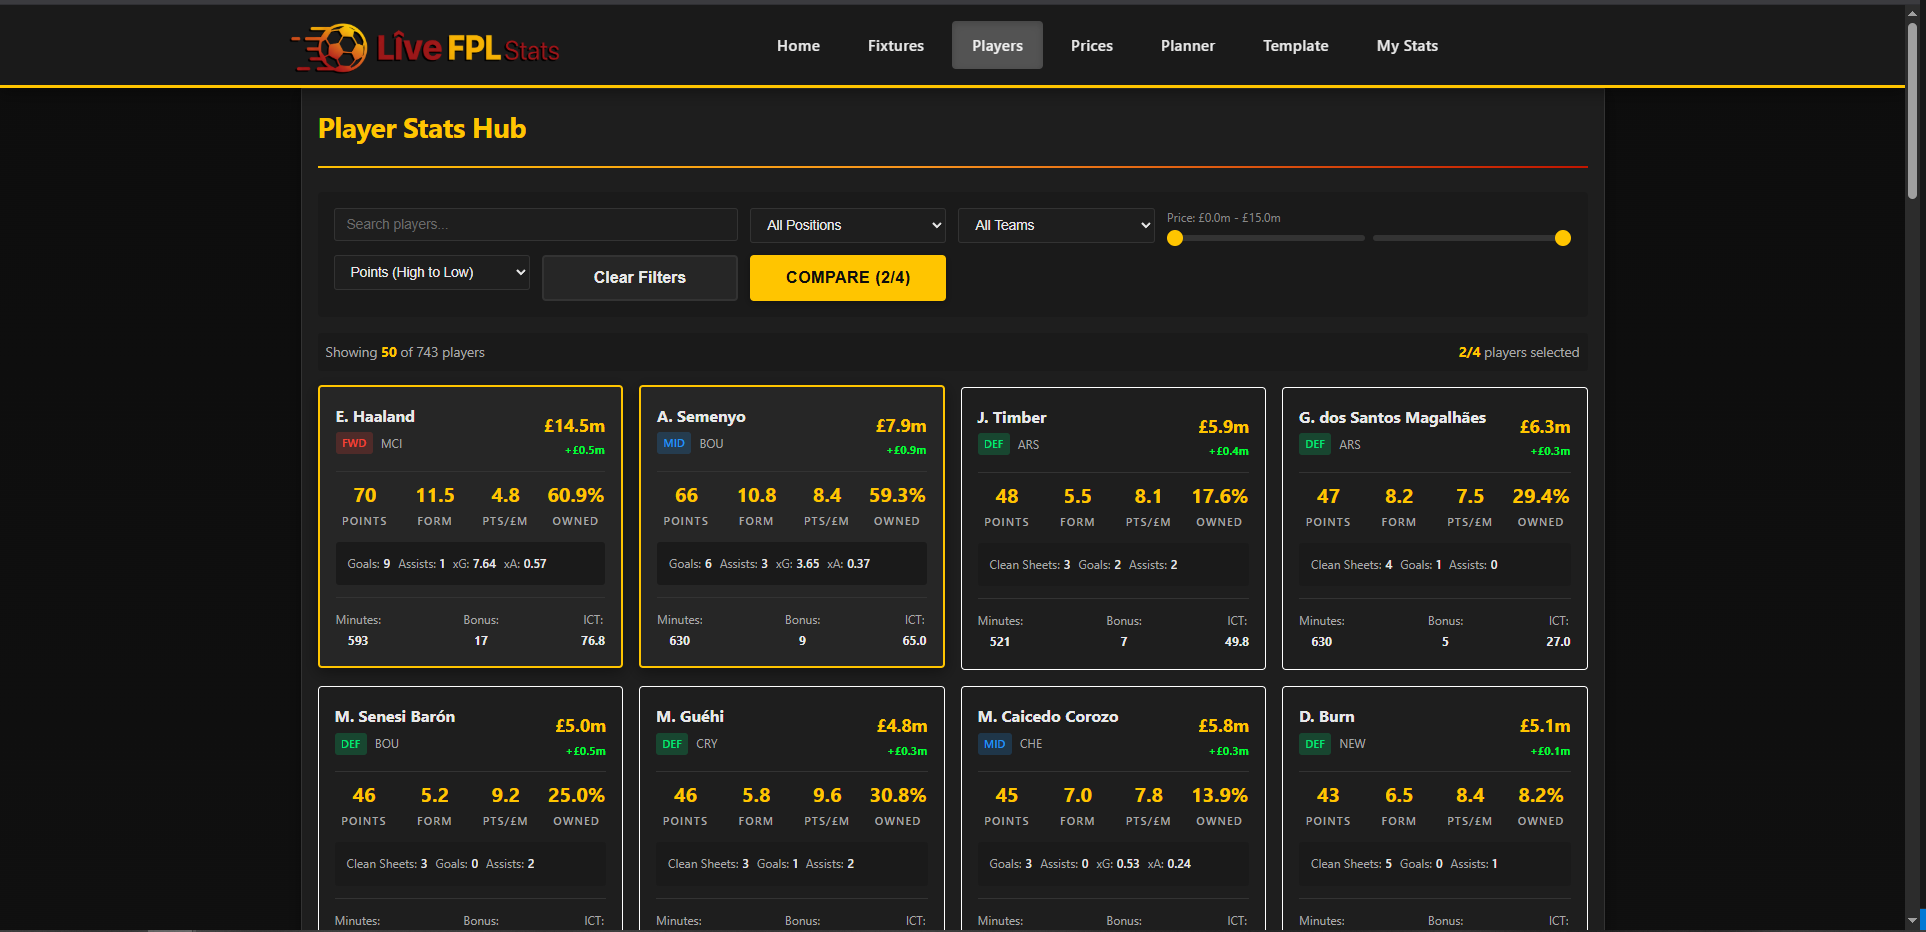 Lîve FPL Stats
Home Fixtures Players Prices Planner Template My Stats
Player Stats Hub
Search players...
All Positions
All Teams
Price: £0.0m - £15.0m
Points (High to Low)
Clear Filters
COMPARE (2/4)
Showing 50 of 743 players
2/4 players selected
E. Haaland
£14.5m
FWD MCI
+£0.5m
70 11.5 4.8 60.9%
POINTS FORM PTS/£M OWNED
Goals: 9 Assists: 1 xG: 7.64 xA: 0.57
Minutes: Bonus: ICT:
593 17 76.8
A. Semenyo
£7.9m
MID BOU
+£0.9m
66 10.8 8.4 59.3%
POINTS FORM PTS/£M OWNED
Goals: 6 Assists: 3 xG: 3.65 xA: 0.37
Minutes: Bonus: ICT:
630 9 65.0
J. Timber
£5.9m
DEF ARS
+£0.4m
48 5.5 8.1 17.6%
POINTS FORM PTS/£M OWNED
Clean Sheets: 3 Goals: 2 Assists: 2
Minutes: Bonus: ICT:
521 7 49.8
G. dos Santos Magalhães
£6.3m
DEF ARS
+£0.3m
47 8.2 7.5 29.4%
POINTS FORM PTS/£M OWNED
Clean Sheets: 4 Goals: 1 Assists: 0
Minutes: Bonus: ICT:
630 5 27.0
M. Senesi Barón
£5.0m
DEF BOU
+£0.5m
46 5.2 9.2 25.0%
POINTS FORM PTS/£M OWNED
Clean Sheets: 3 Goals: 0 Assists: 2
Minutes: Bonus: ICT:
M. Guéhi
£4.8m
DEF CRY
+£0.3m
46 5.8 9.6 30.8%
POINTS FORM PTS/£M OWNED
Clean Sheets: 3 Goals: 1 Assists: 2
Minutes: Bonus: ICT:
M. Caicedo Corozo
£5.8m
MID CHE
+£0.3m
45 7.0 7.8 13.9%
POINTS FORM PTS/£M OWNED
Goals: 3 Assists: 0 xG: 0.53 xA: 0.24
Minutes: Bonus: ICT:
D. Burn
£5.1m
DEF NEW
+£0.1m
43 6.5 8.4 8.2%
POINTS FORM PTS/£M OWNED
Clean Sheets: 5 Goals: 0 Assists: 1
Minutes: Bonus: ICT: